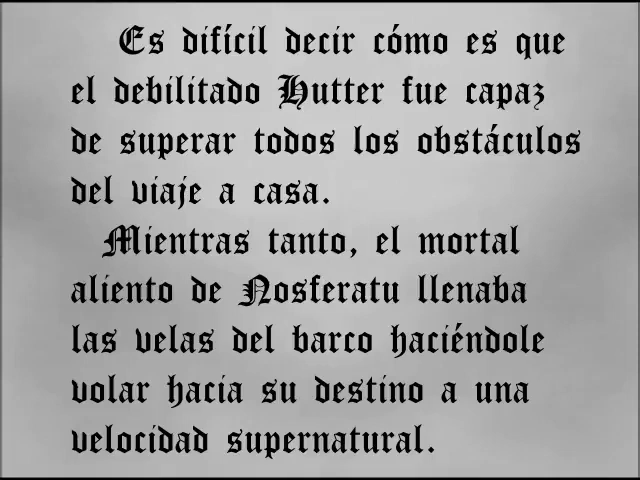 Es difícil decir cómo es que
el debilitado Hutter fue capaz
de superar todos los obstáculos
del viaje a casa.
Mientras tanto, el mortal
aliento de Nosferatu llenaba
las velas del barco haciéndole
volar hacia su destino a una
velocidad supernatural.